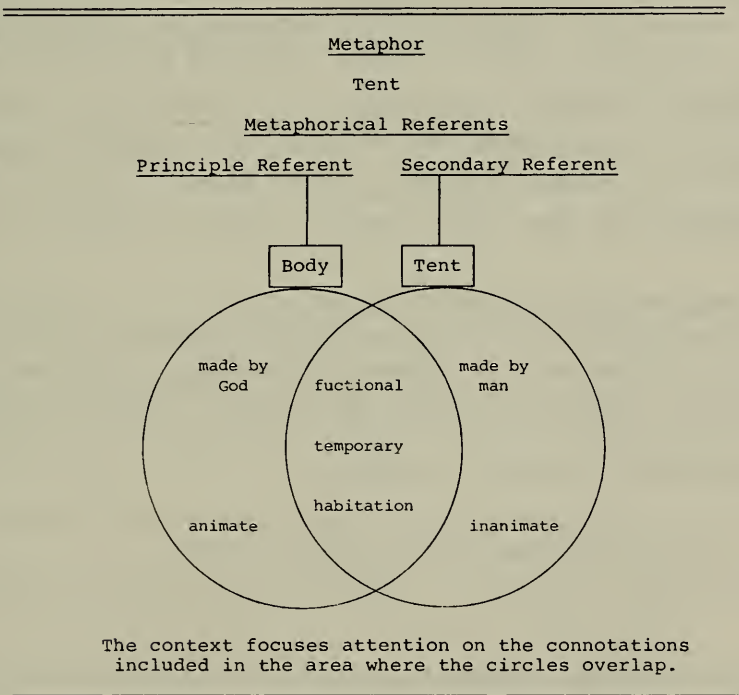 Metaphor
Tent
Metaphorical Referents
Principle Referent Secondary Referent
Body Tent
made by God
fuctional
made by man
temporary
habitation
animate
inanimate
The context focuses attention on the connotations
included in the area where the circles overlap.